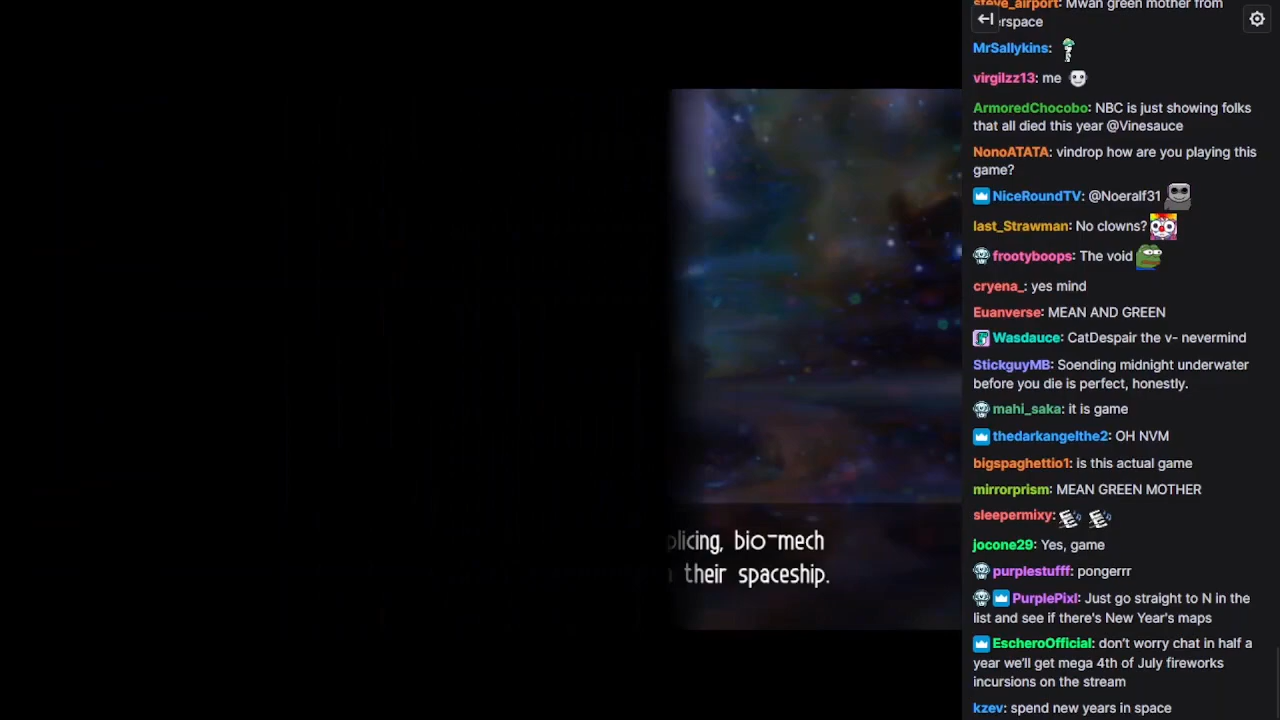 bio-mech
their spaceship.
steve_airport: Mwan green mother from
erspace
MrSallykins:
virgilzz13: me
ArmoredChocobo: NBC is just showing folks
that all died this year @Vinesauce
NonoATATA: vindrop how are you playing this
game?
NiceRoundTV: @Noeralf31
last_Strawman: No clowns?
frootyboops: The void
cryena_: yes mind
Euanverse: MEAN AND GREEN
Wasdauce: CatDespair the v- nevermind
StickguyMB: Soending midnight underwater
before you die is perfect, honestly.
mahi_saka: it is game
thedarkangelthe2: OH NVM
bigspaghettio1: is this actual game
mirrorprism: MEAN GREEN MOTHER
sleepermixy:
jocone29: Yes, game
purplestufff: pongerrr
PurplePixl: Just go straight to N in the
list and see if there's New Year's maps
EscheroOfficial: don't worry chat in half a
year we'll get mega 4th of July fireworks
incursions on the stream
kzev: spend new years in space